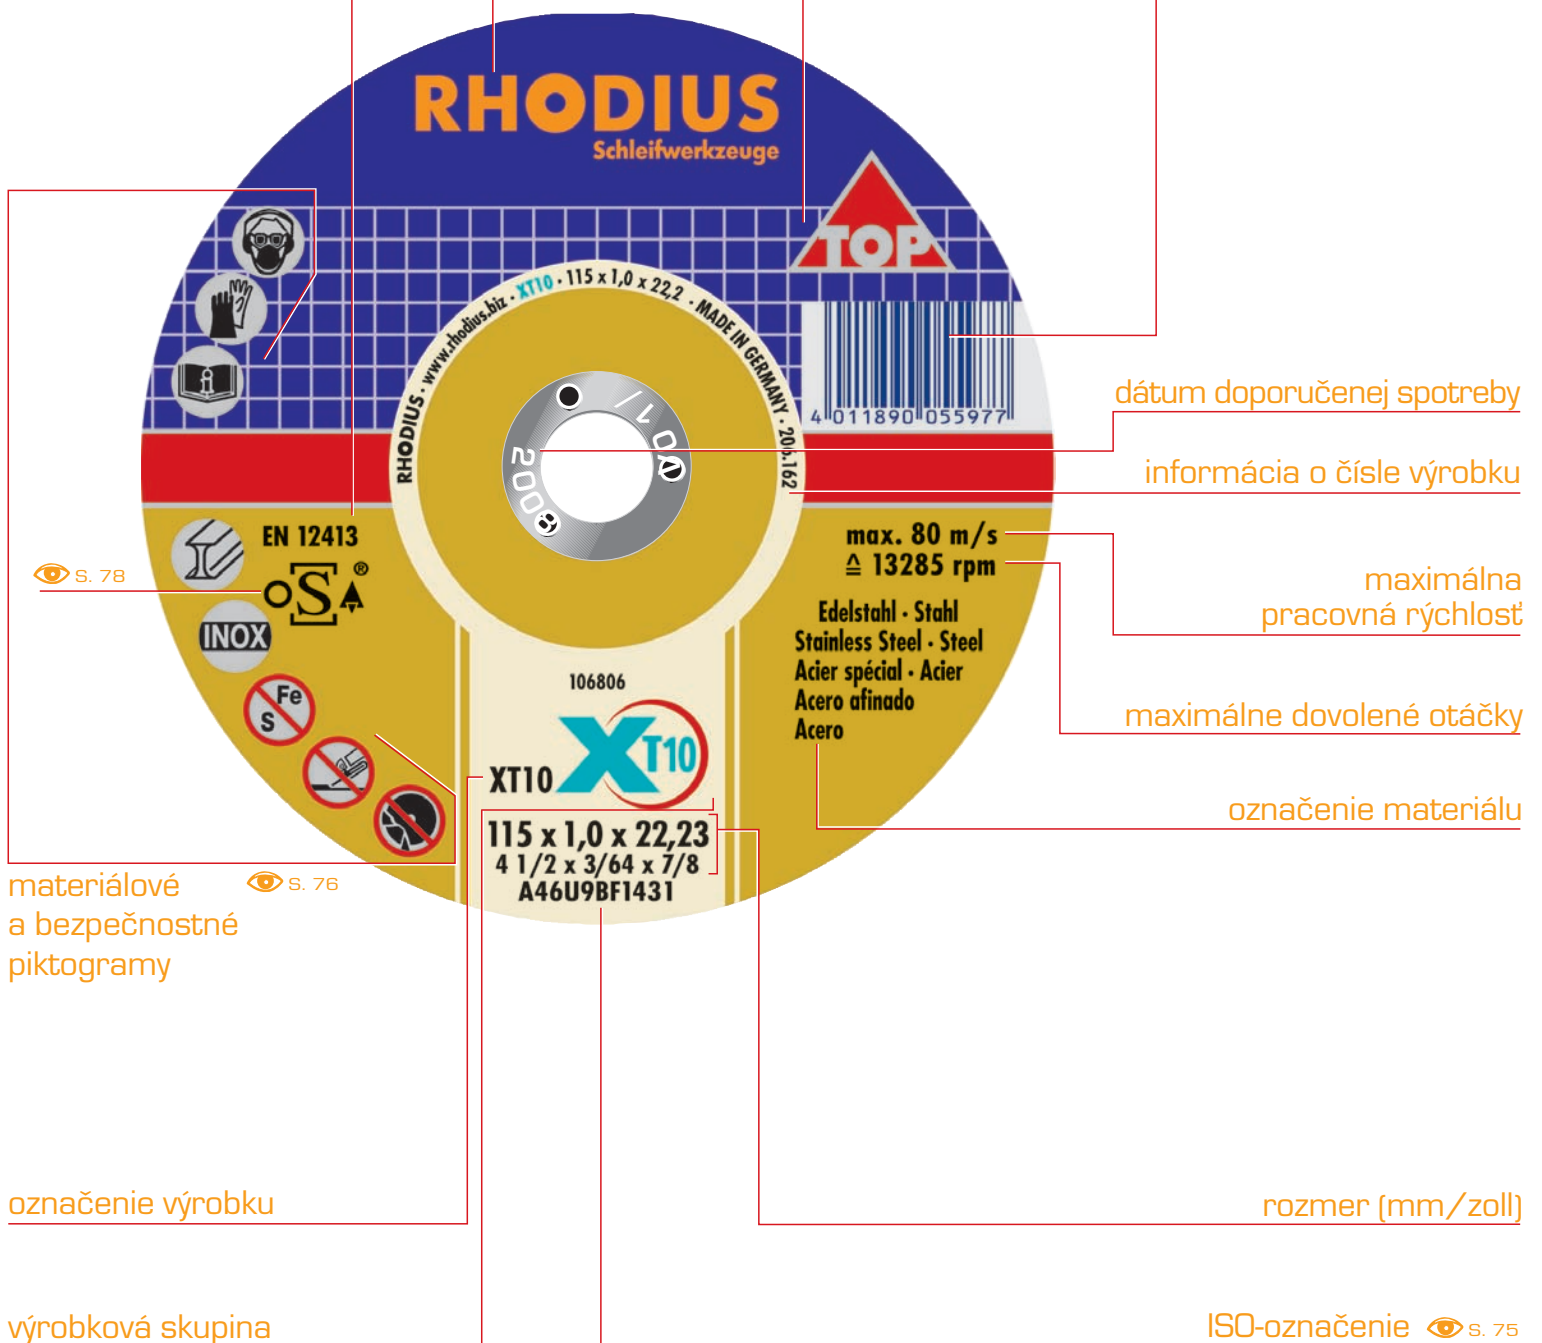 RHODIUS
Schleifwerkzeuge
TOP
RHODIUS · www.rhodius.biz · XT10 · 115 x 1,0 x 22,2 · MADE IN GERMANY · 206.162
4 011890 055977
V01/2008
dátum doporučenej spotreby
informácia o čísle výrobku
EN 12413
oS®
S. 78
INOX
Fe
S
max. 80 m/s
≙ 13285 rpm
maximálna
pracovná rýchlosť
Edelstahl · Stahl
Stainless Steel · Steel
Acier spécial · Acier
Acero afinado
Acero
maximálne dovolené otáčky
označenie materiálu
106806
XT10
XT10
115 x 1,0 x 22,23
4 1/2 x 3/64 x 7/8
A46U9BF1431
materiálové
a bezpečnostné
piktogramy
S. 76
označenie výrobku
rozmer (mm/zoll)
výrobková skupina
ISO-označenie S. 75